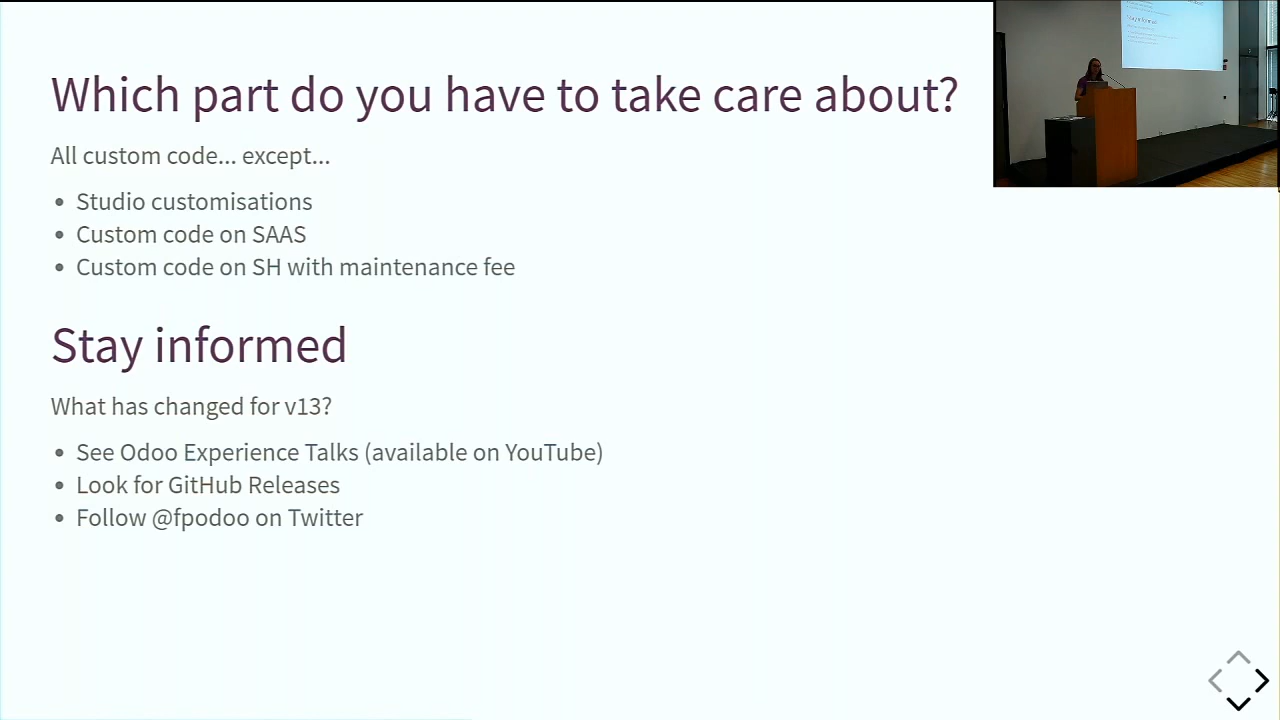 Which part do you have to take care about?
All custom code... except...
• Studio customisations
• Custom code on SAAS
• Custom code on SH with maintenance fee
Stay informed
What has changed for v13?
• See Odoo Experience Talks (available on YouTube)
• Look for GitHub Releases
• Follow @fpodoo on Twitter
Stay informed